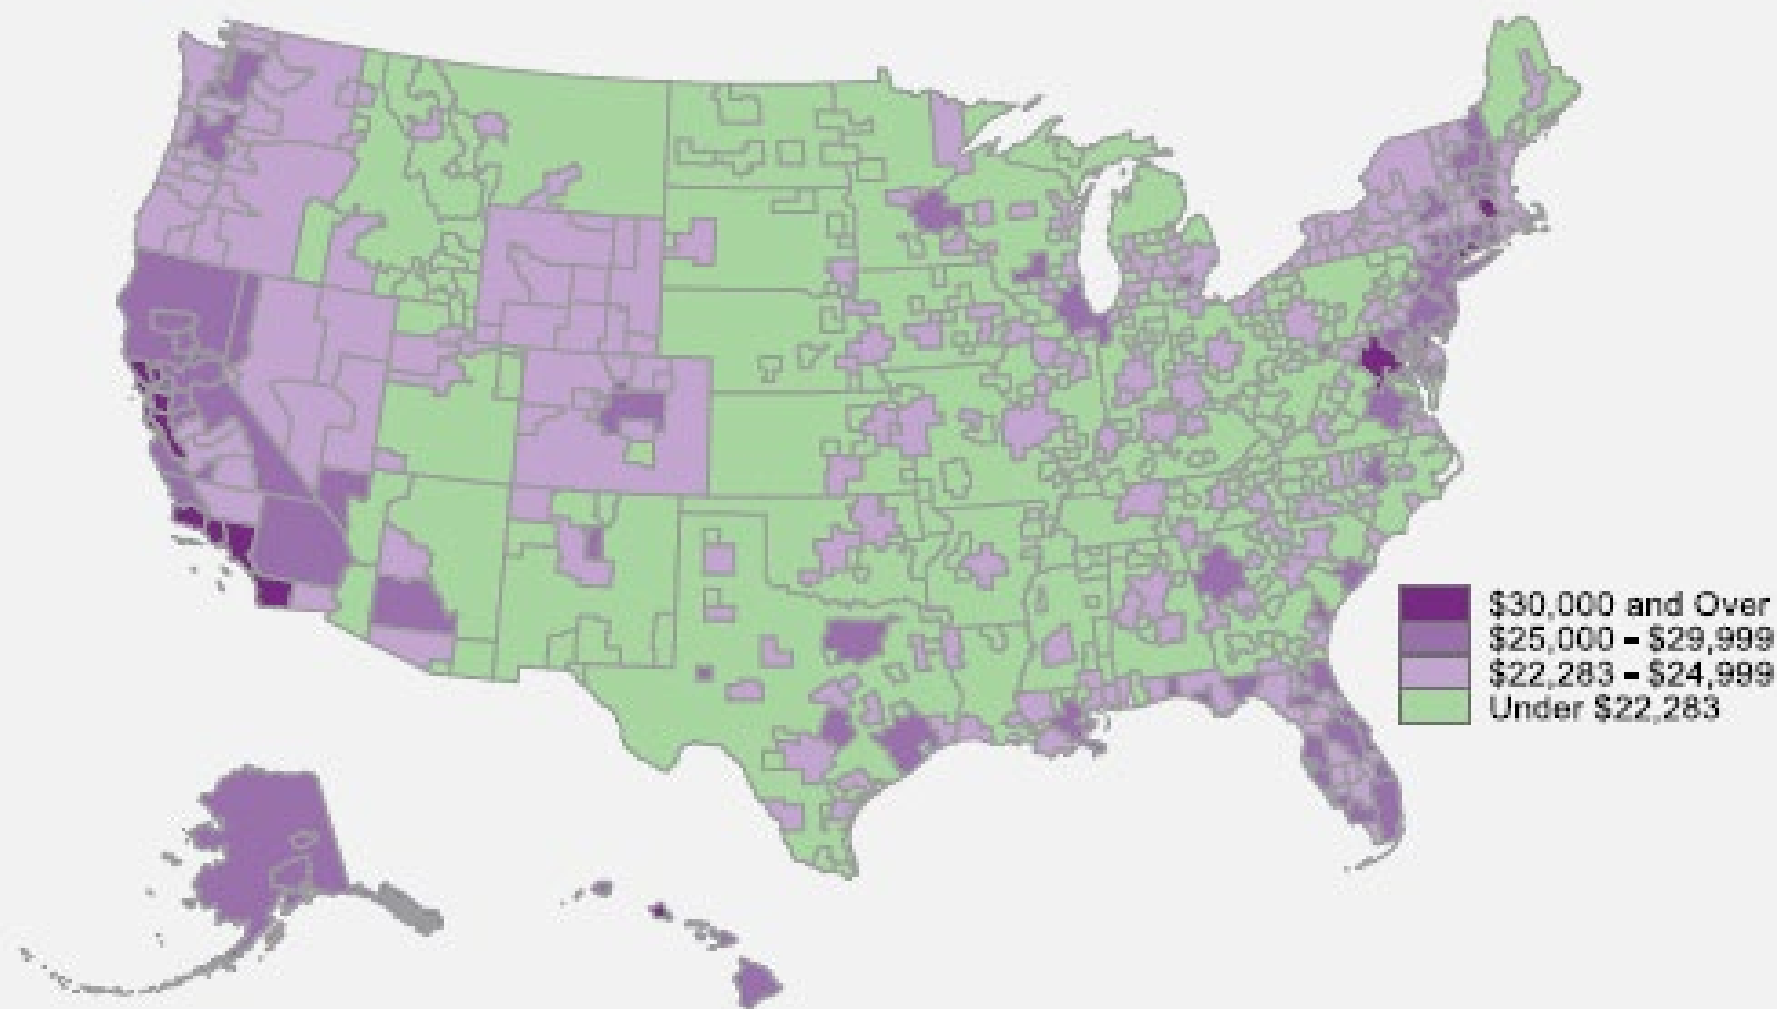 $30,000 and Over
$25,000 - $29,999
$22,283 - $24,999
Under $22,283